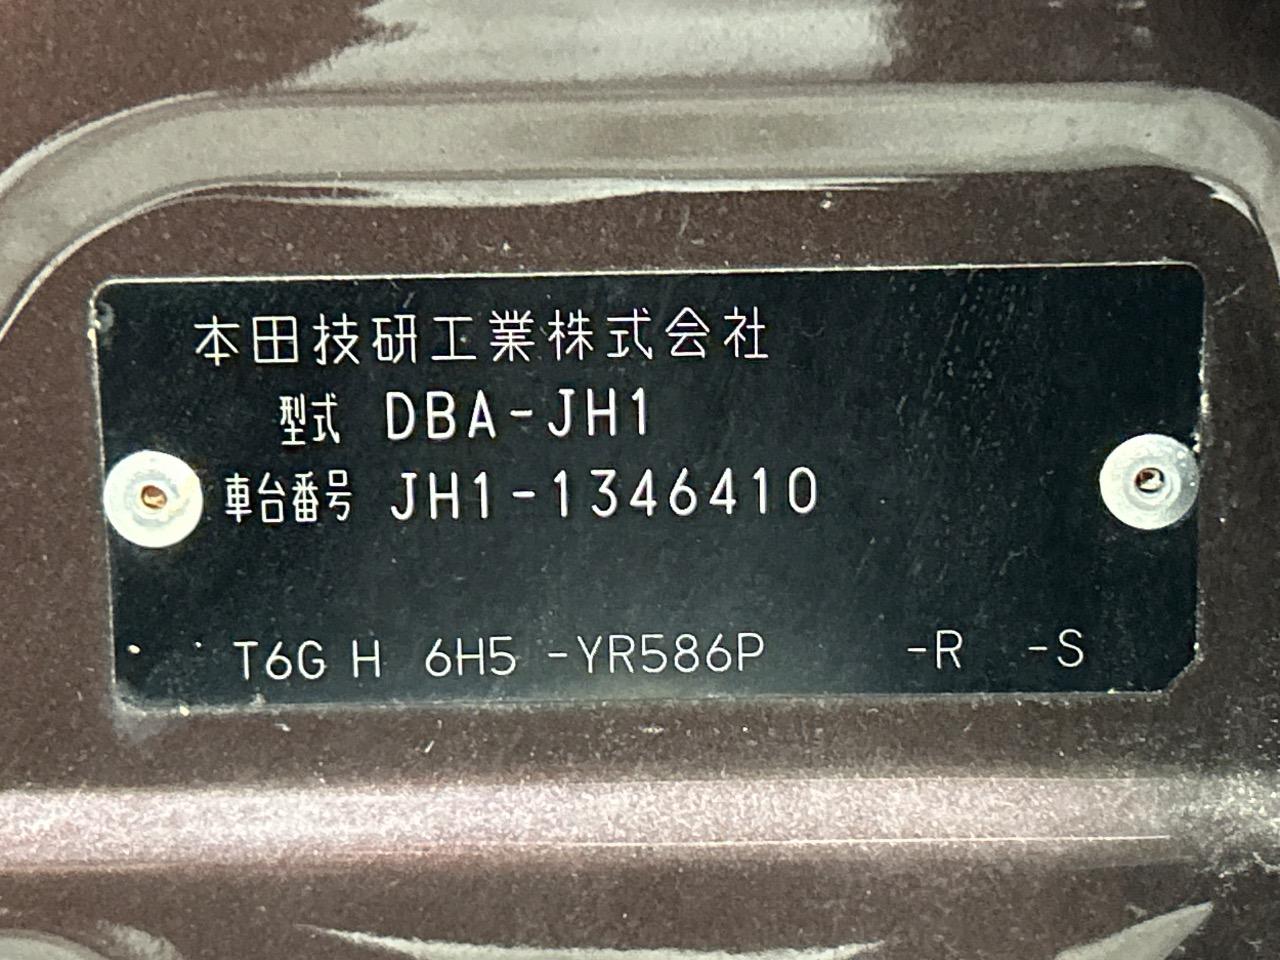 本田技研工業株式会社
型式 DBA-JH1
車台番号 JH1-1346410
T6G H 6H5 -YR586P -R -S